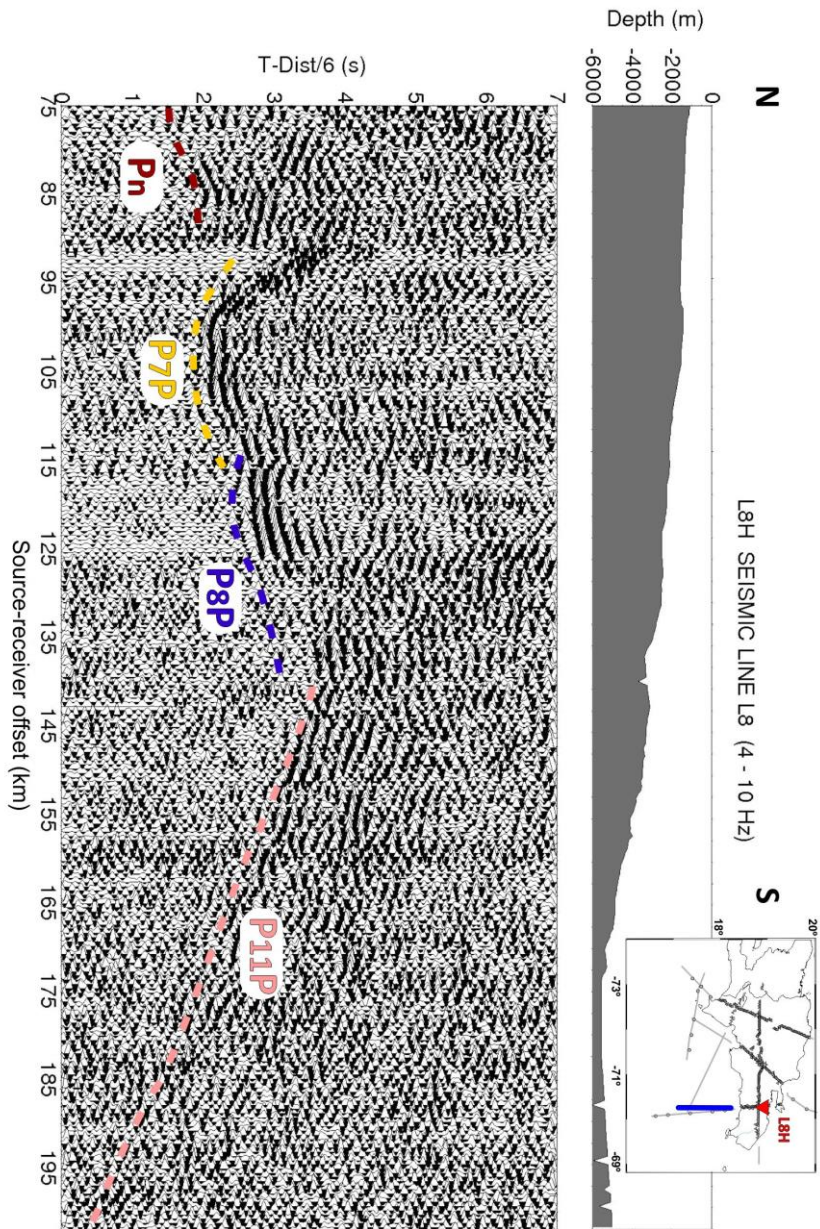 N
L8H SEISMIC LINE L8 (4 - 10 Hz)
S
Depth (m)
0
-2000
-4000
-6000
20°
18°
-73°
-71°
-69°
L8H
T-Dist/6 (s)
7
6
5
4
3
2
1
0
Pn
P7P
P8P
P11P
75
85
95
105
115
125
135
145
155
165
175
185
195
Source-receiver offset (km)